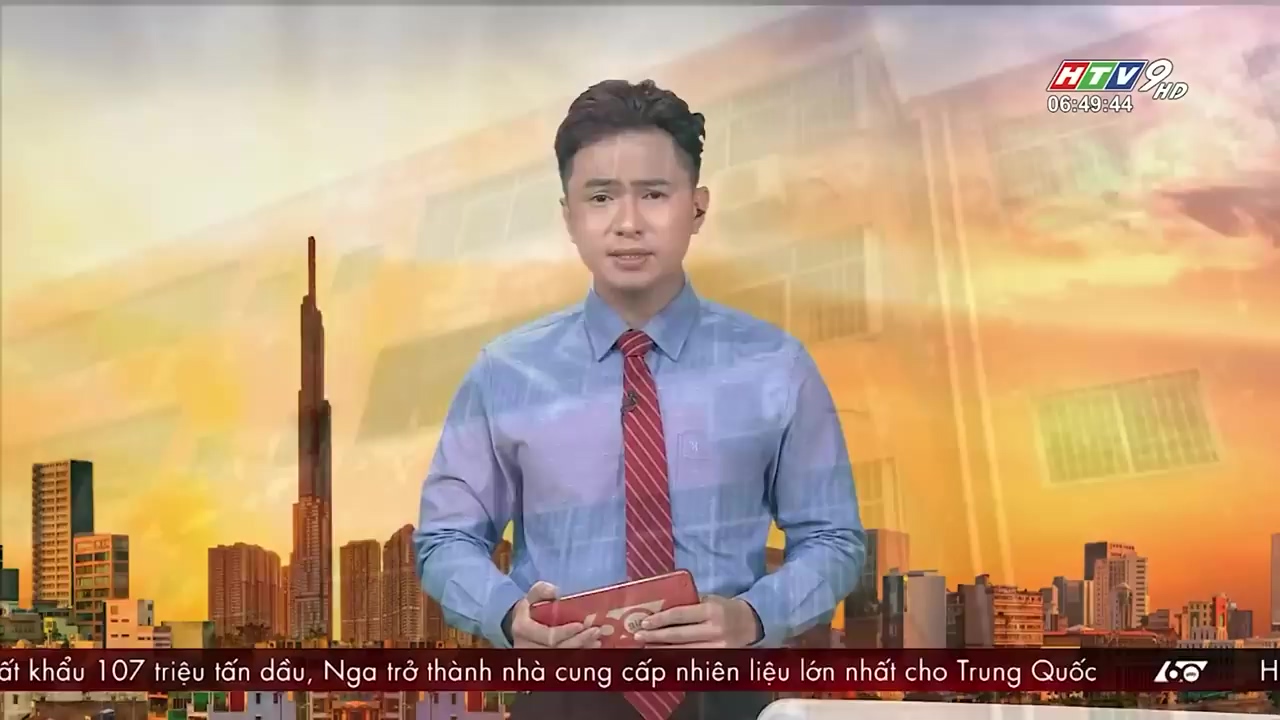 HTV9
HD
06:49:44
ất khẩu 107 triệu tấn dầu, Nga trở thành nhà cung cấp nhiên liệu lớn nhất cho Trung Quốc
60 H